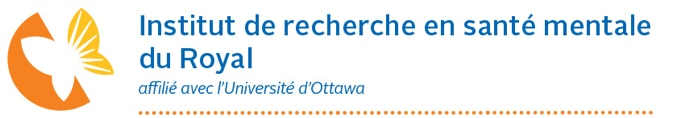 Institut de recherche en santé mentale
du Royal
affilié avec l'Université d'Ottawa